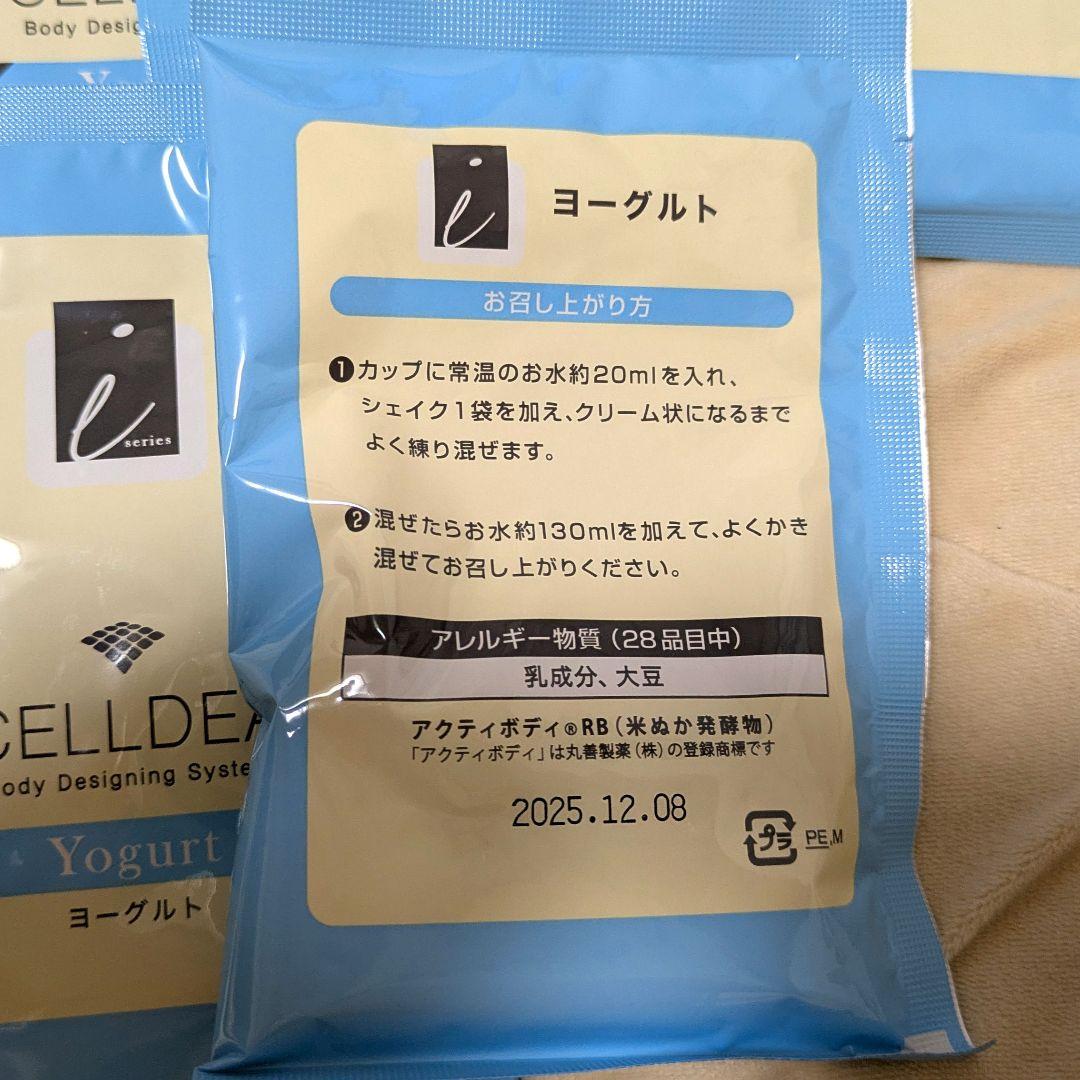 Body Desig
ヨーグルト
お召し上がり方
❶カップに常温のお水約20mlを入れ、
シェイク1袋を加え、クリーム状になるまで
よく練り混ぜます。
❷混ぜたらお水約130mlを加えて、よくかき
混ぜてお召し上がりください。
アレルギー物質（28品目中）
乳成分、大豆
アクティボディ®RB（米ぬか発酵物）
「アクティボディ」は丸善製薬（株）の登録商標です
2025.12.08
プラ
PE,M
i
series
CELLDEA
ody Designing Syste
Yogurt
ヨーグルト